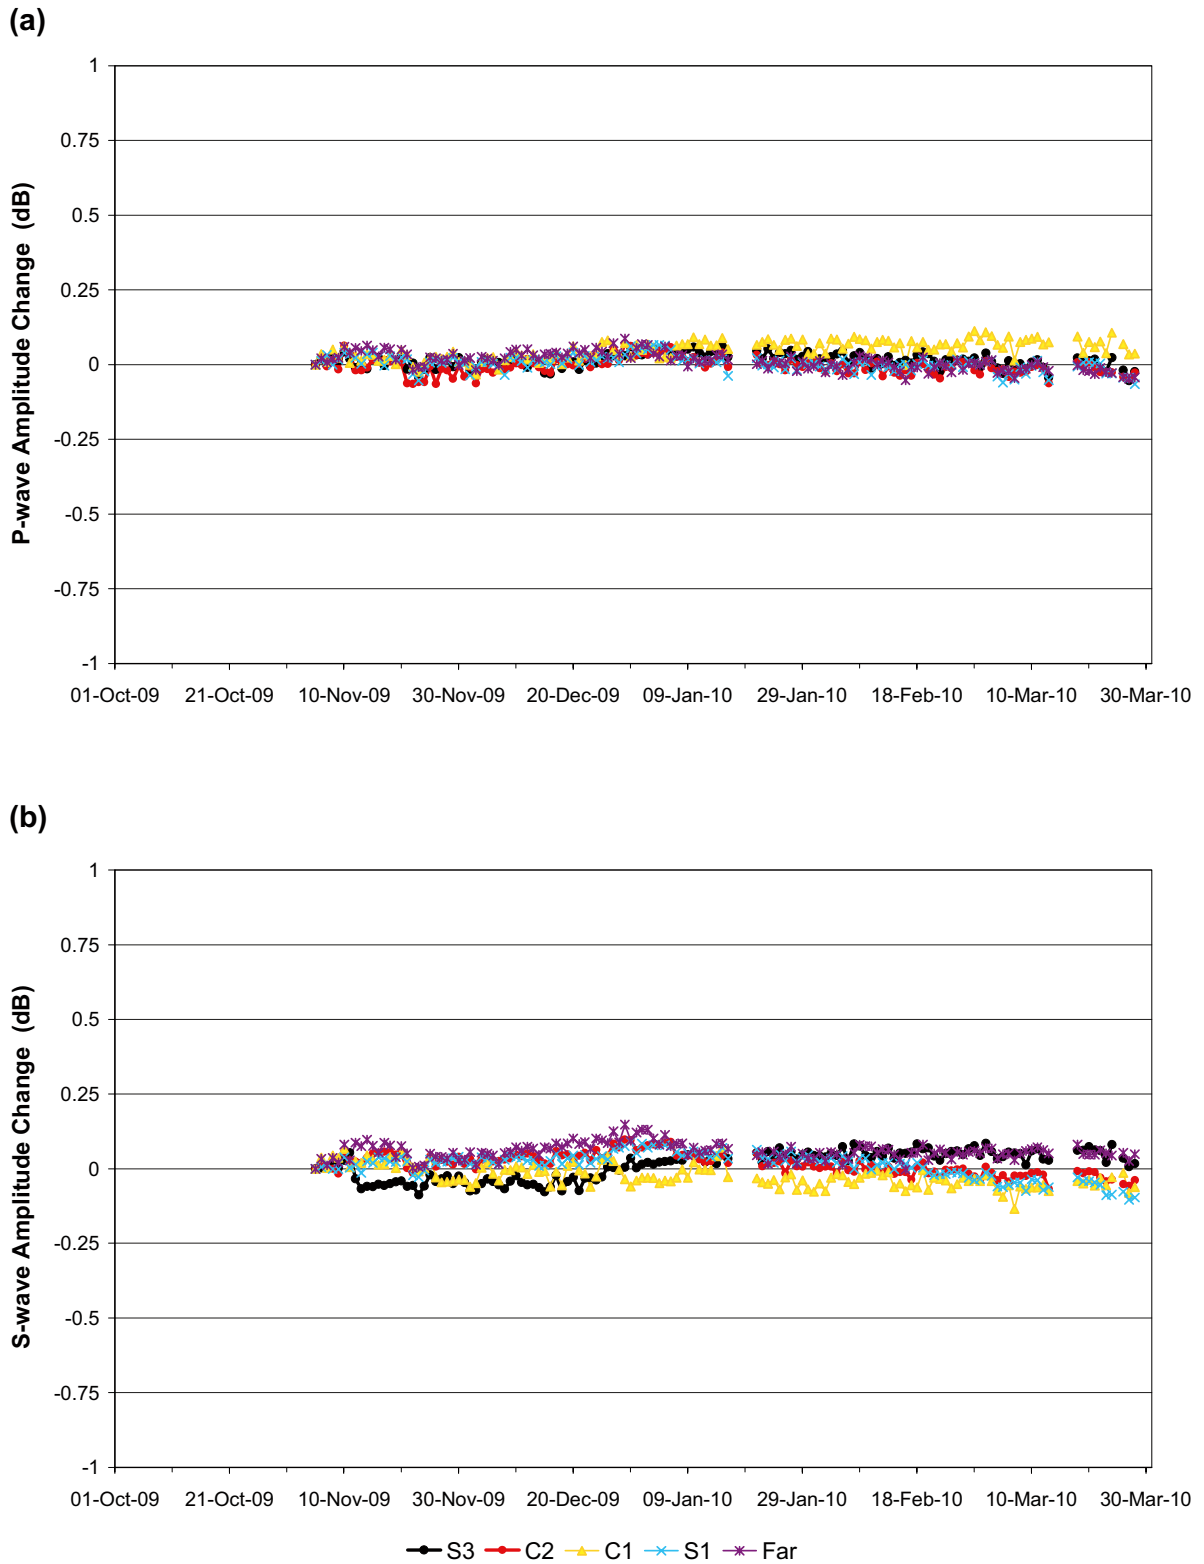 (a)
P-wave Amplitude Change (dB)
1
0.75
0.5
0.25
0
-0.25
-0.5
-0.75
-1
01-Oct-09 21-Oct-09 10-Nov-09 30-Nov-09 20-Dec-09 09-Jan-10 29-Jan-10 18-Feb-10 10-Mar-10 30-Mar-10
(b)
S-wave Amplitude Change (dB)
1
0.75
0.5
0.25
0
-0.25
-0.5
-0.75
-1
01-Oct-09 21-Oct-09 10-Nov-09 30-Nov-09 20-Dec-09 09-Jan-10 29-Jan-10 18-Feb-10 10-Mar-10 30-Mar-10
S3 C2 C1 S1 Far